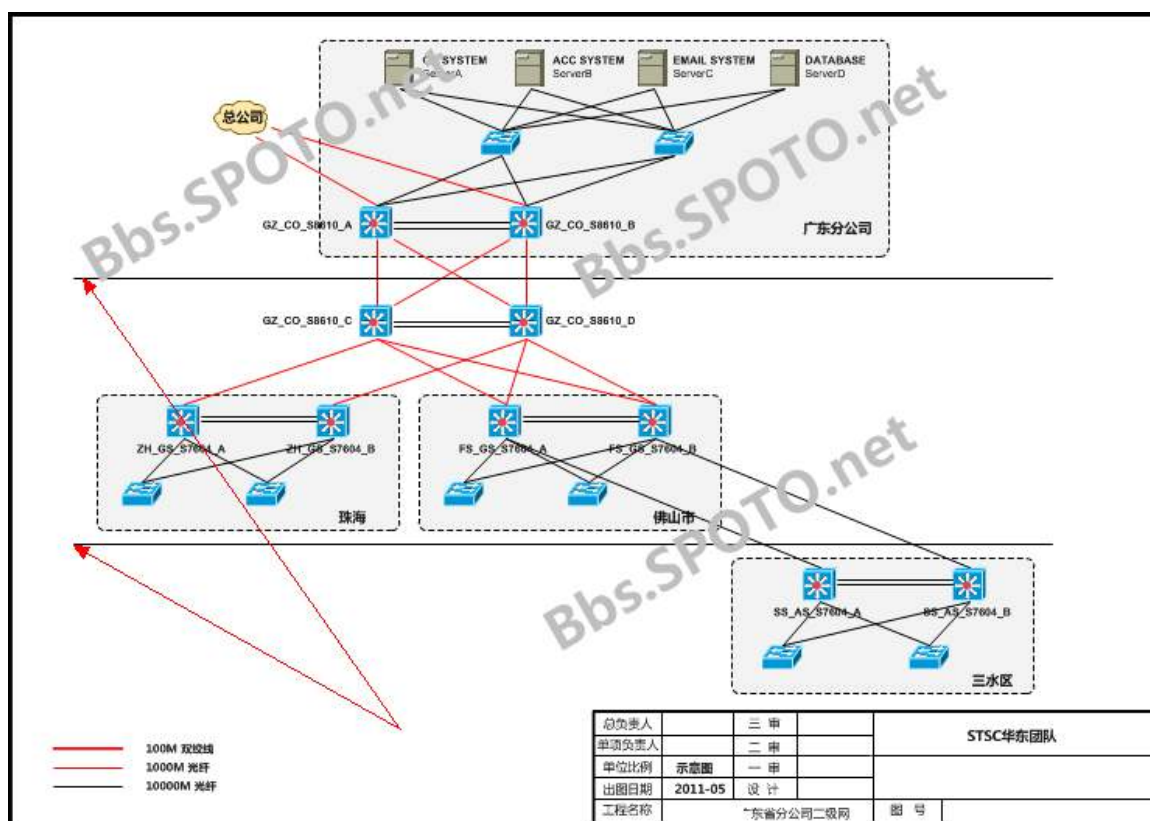 SYSTEM ACC SYSTEM EMAIL SYSTEM DATABASE
ServerA ServerB ServerC ServerD
总公司
GZ_CO_S8610_A GZ_CO_S8610_B
广东分公司
GZ_CO_S8610_C GZ_CO_S8610_D
ZH_GS_S7604_A ZH_GS_S7604_B FS_GS_S7604_A FS_GS_S7604_B
珠海 佛山市
SS_AS_S7604_A SS_AS_S7604_B
三水区
100M 双绞线
1000M 光纤
10000M 光纤
总负责人 三 审 STSC华东团队
单项负责人 二 审
单位比例 示意图 一 审
出图日期 2011-05 设 计
工程名称 东省分公司二级网 图 号
Bbs.SPOTO.net
Bbs.SPOTO.net
Bbs.SPOTO.net